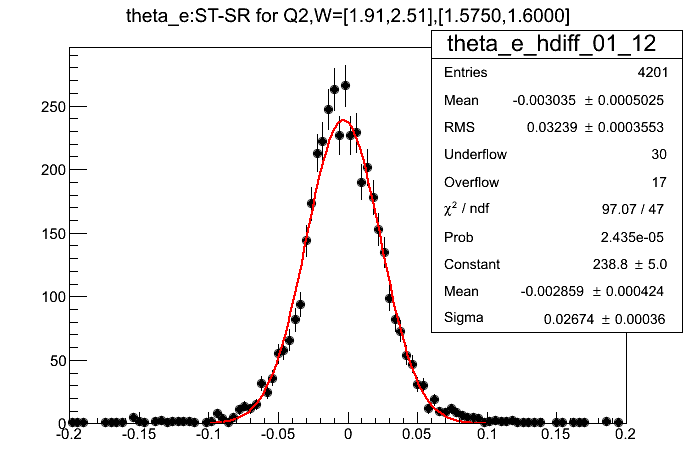 theta_e:ST-SR for Q2,W=[1.91,2.51],[1.5750,1.6000]
theta_e_hdiff_01_12
Entries 4201
Mean -0.003035 ± 0.0005025
RMS 0.03239 ± 0.0003553
Underflow 30
Overflow 17
χ² / ndf 97.07 / 47
Prob 2.435e-05
Constant 238.8 ± 5.0
Mean -0.002859 ± 0.000424
Sigma 0.02674 ± 0.00036
250
200
150
100
50
0
-0.2 -0.15 -0.1 -0.05 0 0.05 0.1 0.15 0.2